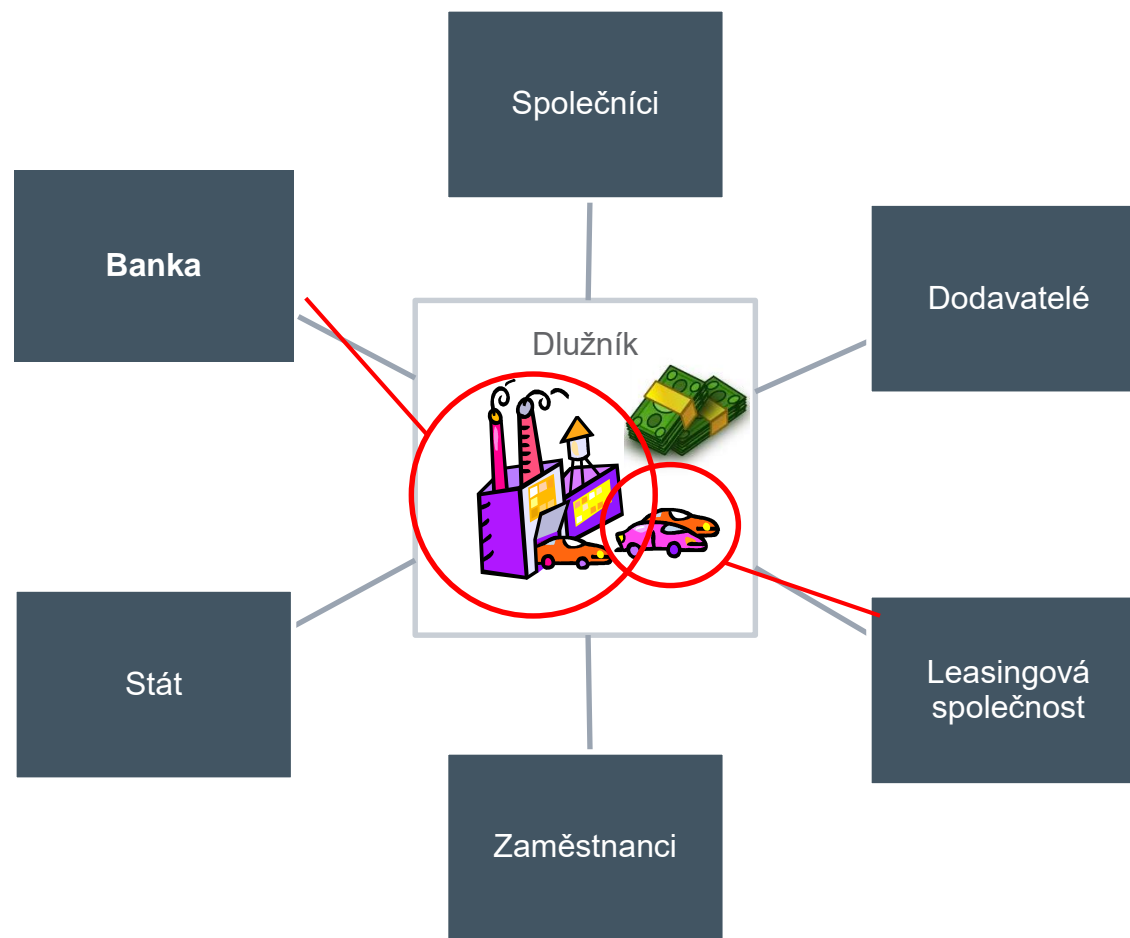 Společníci
Banka
Dodavatelé
Dlužník
Stát
Leasingová
společnost
Zaměstnanci